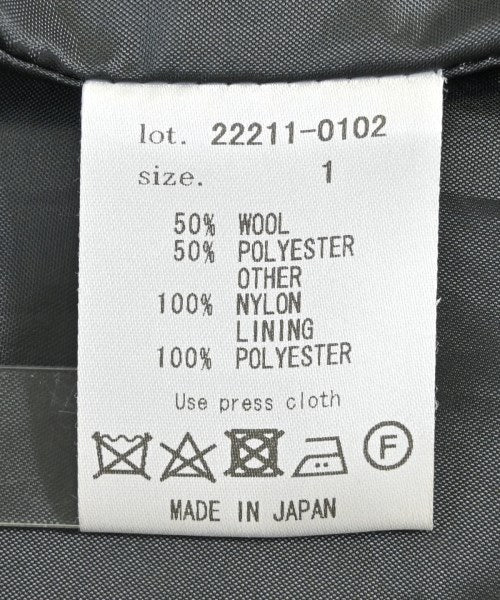 lot. 22211-0102
size. 1
50% WOOL
50% POLYESTER
OTHER
100% NYLON
LINING
100% POLYESTER
Use press cloth
F
MADE IN JAPAN